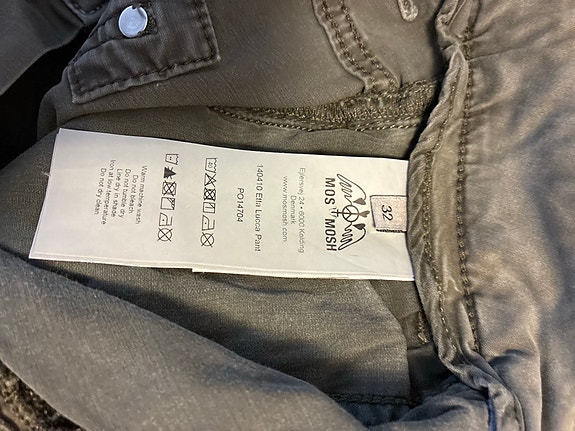 32
MOS
MOSH
Ejlersvej 24 • 6000 Kolding
Denmark
www.mosmosh.com
140410 Etta Lucca Pant
PO14704
Warm machine wash
Do not bleach
Do not tumble dry
Line dry in shade
Iron at low temperature
Do not dry clean